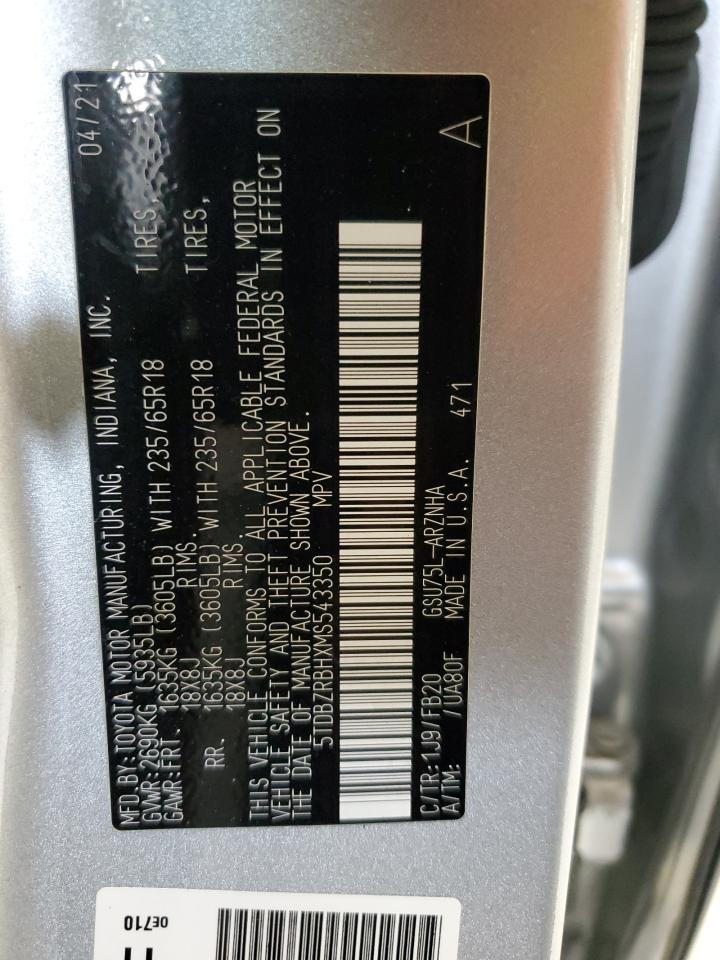 MFD.BY:TOYOTA MOTOR MANUFACTURING, INDIANA, INC. 04/21
GVWR:2690KG (5935LB)
GAWR:FRT. 1635KG (3605LB) WITH 235/65R18 TIRES,
18X8J RIMS.
RR. 1635KG (3605LB) WITH 235/65R18 TIRES,
18X8J RIMS
THIS VEHICLE CONFORMS TO ALL APPLICABLE FEDERAL MOTOR
VEHICLE SAFETY AND THEFT PREVENTION STANDARDS IN EFFECT ON
THE DATE OF MANUFACTURE SHOWN ABOVE.
5TDBZRBHXMS543350 MPV
A
C/TR:1J9/FB20 GSU75L-ARZNHA
A/TM: /UA80F MADE IN U.S.A. 471
0E710